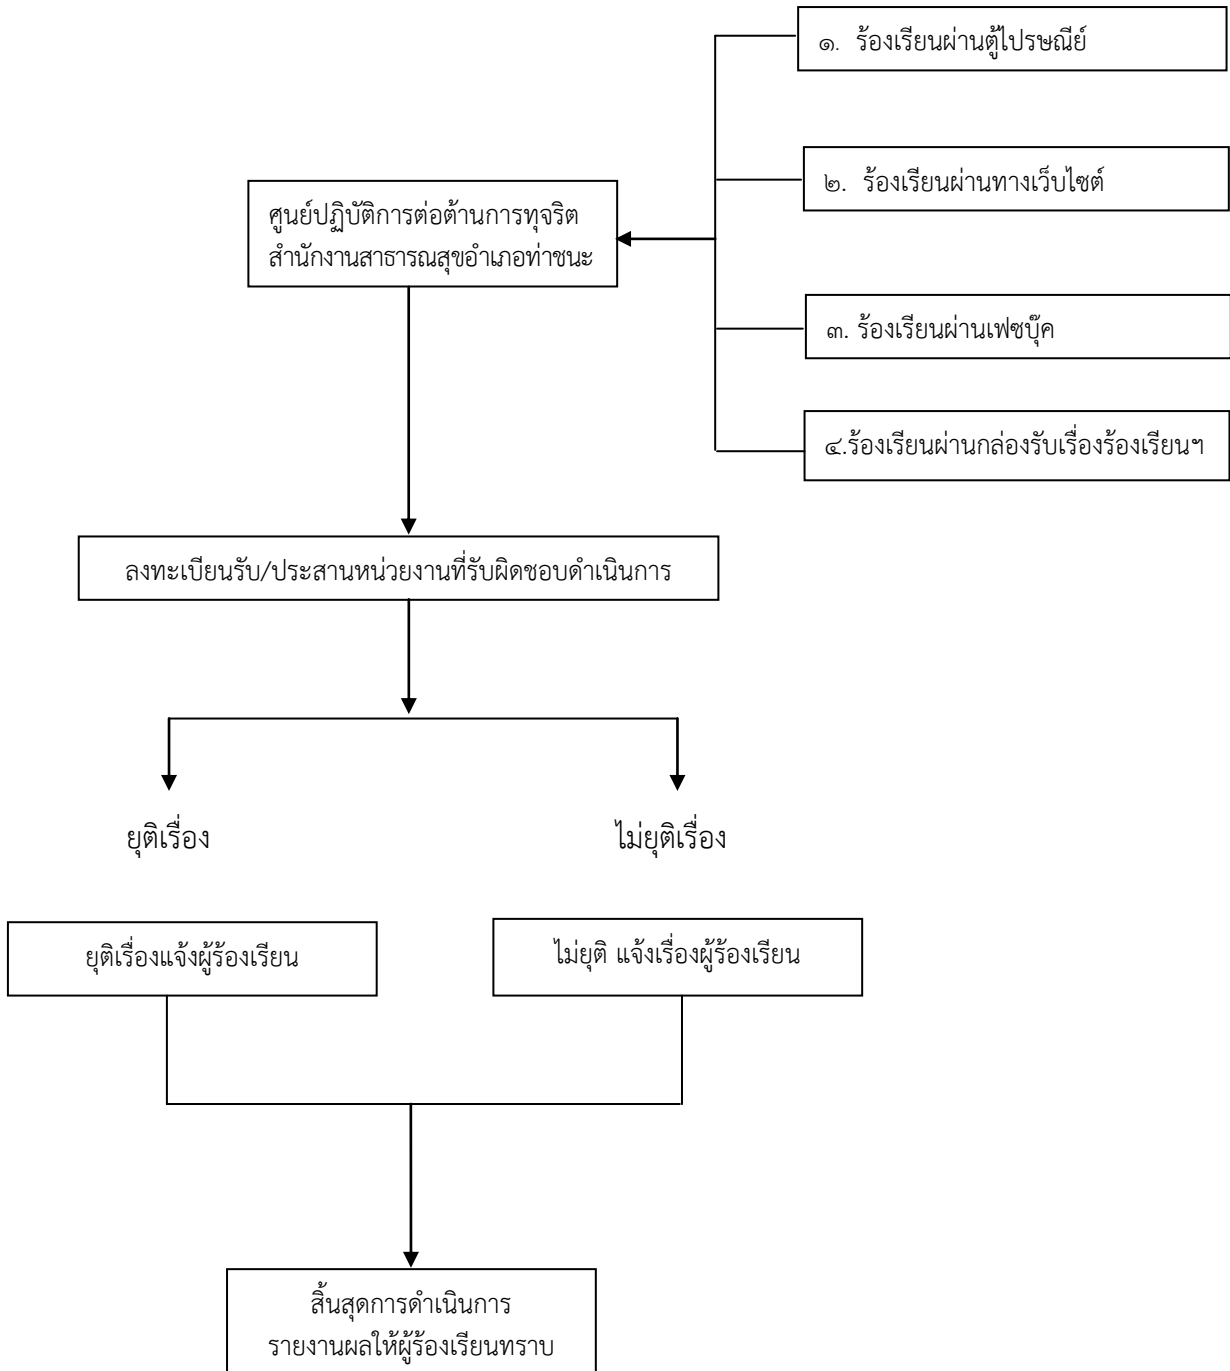 ๑. ร้องเรียนผ่านตู้ไปรษณีย์
๒. ร้องเรียนผ่านทางเว็บไซต์
ศูนย์ปฏิบัติการต่อต้านการทุจริต
สำนักงานสาธารณสุขอำเภอท่าชนะ
๓. ร้องเรียนผ่านเฟซบุ๊ค
๔.ร้องเรียนผ่านกล่องรับเรื่องร้องเรียนฯ
ลงทะเบียนรับ/ประสานหน่วยงานที่รับผิดชอบดำเนินการ
ยุติเรื่อง
ไม่ยุติเรื่อง
ยุติเรื่องแจ้งผู้ร้องเรียน
ไม่ยุติ แจ้งเรื่องผู้ร้องเรียน
สิ้นสุดการดำเนินการ
รายงานผลให้ผู้ร้องเรียนทราบ